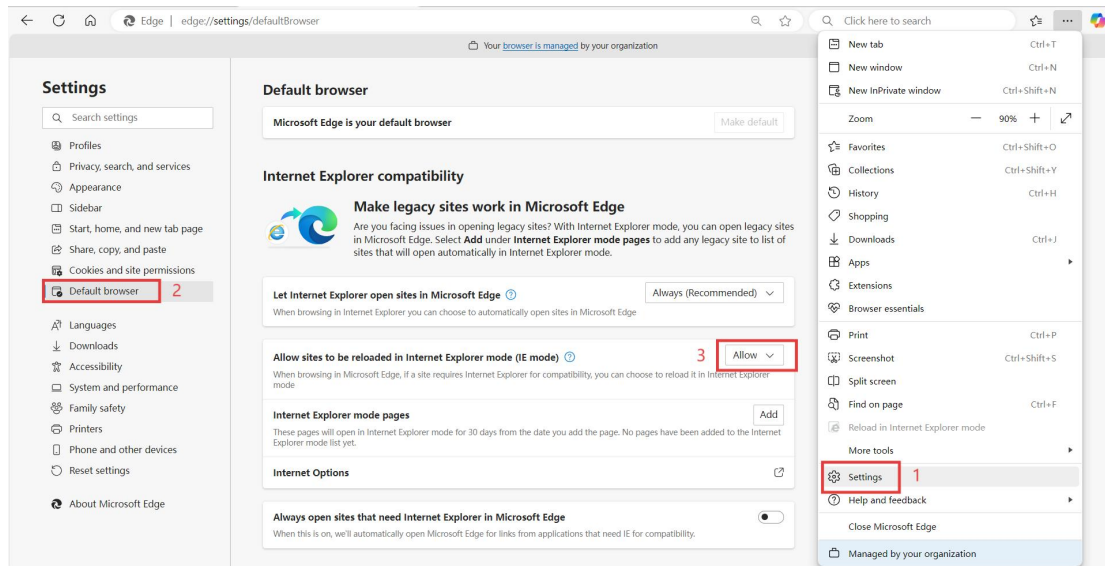 Edge | edge://settings/defaultBrowser
Click here to search
Your browser is managed by your organization
Settings
Search settings
Profiles
Privacy, search, and services
Appearance
Sidebar
Start, home, and new tab page
Share, copy, and paste
Cookies and site permissions
Default browser 2
Languages
Downloads
Accessibility
System and performance
Family safety
Printers
Phone and other devices
Reset settings
About Microsoft Edge
Default browser
Microsoft Edge is your default browser
Make default
Internet Explorer compatibility
Make legacy sites work in Microsoft Edge
Are you facing issues in opening legacy sites? With Internet Explorer mode, you can open legacy sites
in Microsoft Edge. Select Add under Internet Explorer mode pages to add any legacy site to list of
sites that will open automatically in Internet Explorer mode.
Let Internet Explorer open sites in Microsoft Edge ?
Always (Recommended)
When browsing in Internet Explorer you can choose to automatically open sites in Microsoft Edge
Allow sites to be reloaded in Internet Explorer mode (IE mode) ?
3 Allow
When browsing in Microsoft Edge, if a site requires Internet Explorer for compatibility, you can choose to reload it in Internet Explorer
mode
Internet Explorer mode pages
Add
These pages will open in Internet Explorer mode for 30 days from the date you add the page. No pages have been added to the Internet
Explorer mode list yet.
Internet Options
Always open sites that need Internet Explorer in Microsoft Edge
When this is on, we'll automatically open Microsoft Edge for links from applications that need IE for compatibility.
New tab Ctrl+T
New window Ctrl+N
New InPrivate window Ctrl+Shift+N
Zoom — 90% +
Favorites Ctrl+Shift+O
Collections Ctrl+Shift+Y
History Ctrl+H
Shopping
Downloads Ctrl+J
Apps
Extensions
Browser essentials
Print Ctrl+P
Screenshot Ctrl+Shift+S
Split screen
Find on page Ctrl+F
Reload in Internet Explorer mode
More tools
Settings 1
Help and feedback
Close Microsoft Edge
Managed by your organization